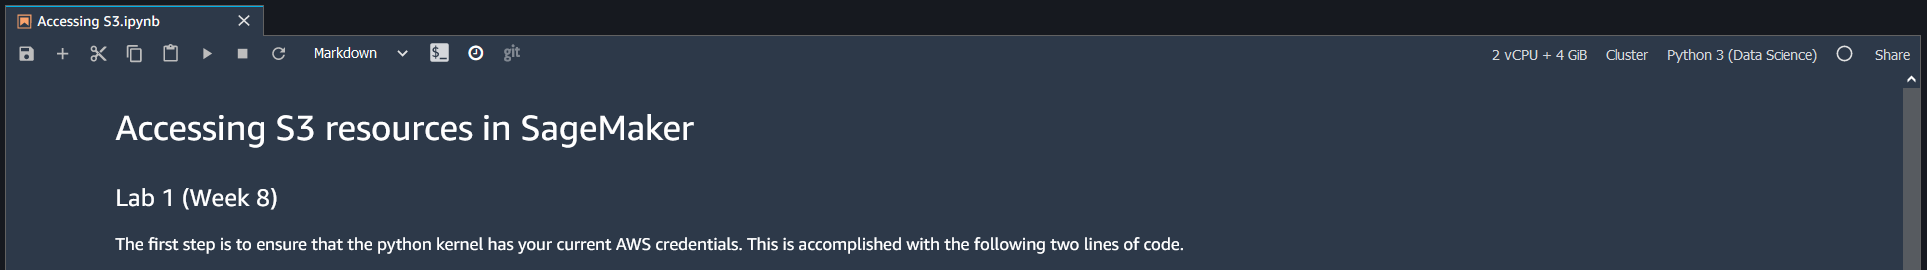 Accessing S3.ipynb
Markdown $_ git 2 vCPU + 4 GiB Cluster Python 3 (Data Science) Share
Accessing S3 resources in SageMaker
Lab 1 (Week 8)
The first step is to ensure that the python kernel has your current AWS credentials. This is accomplished with the following two lines of code.